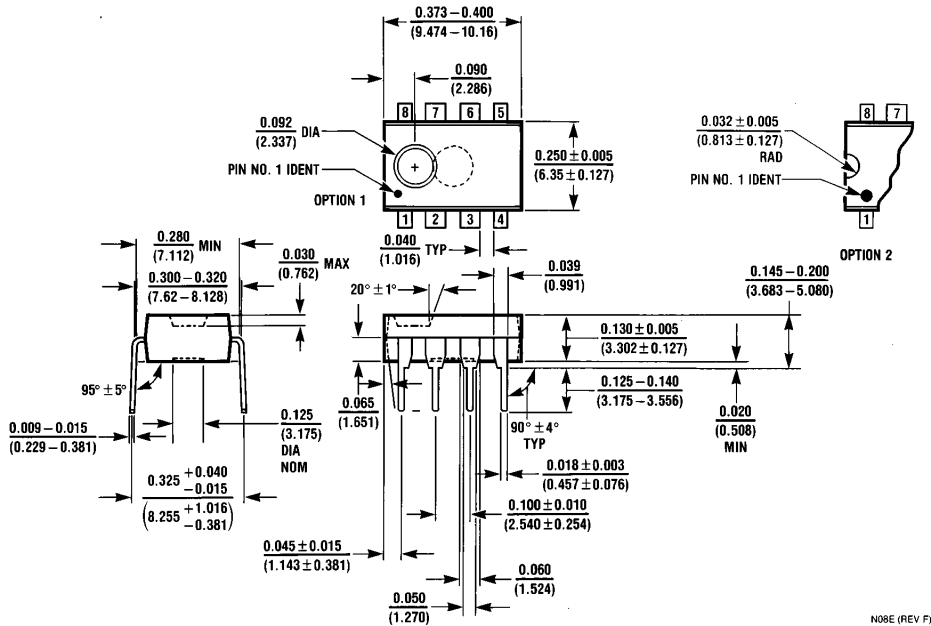 0.373 – 0.400
(9.474 – 10.16)
0.090
(2.286)
8 7 6 5
0.092
(2.337)
DIA
PIN NO. 1 IDENT
OPTION 1
1 2 3 4
0.250 ± 0.005
(6.35 ± 0.127)
0.032 ± 0.005
(0.813 ± 0.127)
RAD
PIN NO. 1 IDENT
8 7
1
OPTION 2
0.280
(7.112)
MIN
0.300 – 0.320
(7.62 – 8.128)
0.030
(0.762)
MAX
0.040
(1.016)
TYP
0.039
(0.991)
20° ± 1°
0.145 – 0.200
(3.683 – 5.080)
0.130 ± 0.005
(3.302 ± 0.127)
0.125 – 0.140
(3.175 – 3.556)
0.020
(0.508)
MIN
95° ± 5°
0.009 – 0.015
(0.229 – 0.381)
0.125
(3.175)
DIA
NOM
0.065
(1.651)
90° ± 4°
TYP
0.018 ± 0.003
(0.457 ± 0.076)
0.325 +0.040
–0.015
(8.255 +1.016
–0.381)
0.100 ± 0.010
(2.540 ± 0.254)
0.045 ± 0.015
(1.143 ± 0.381)
0.060
(1.524)
0.050
(1.270)
N08E (REV F)